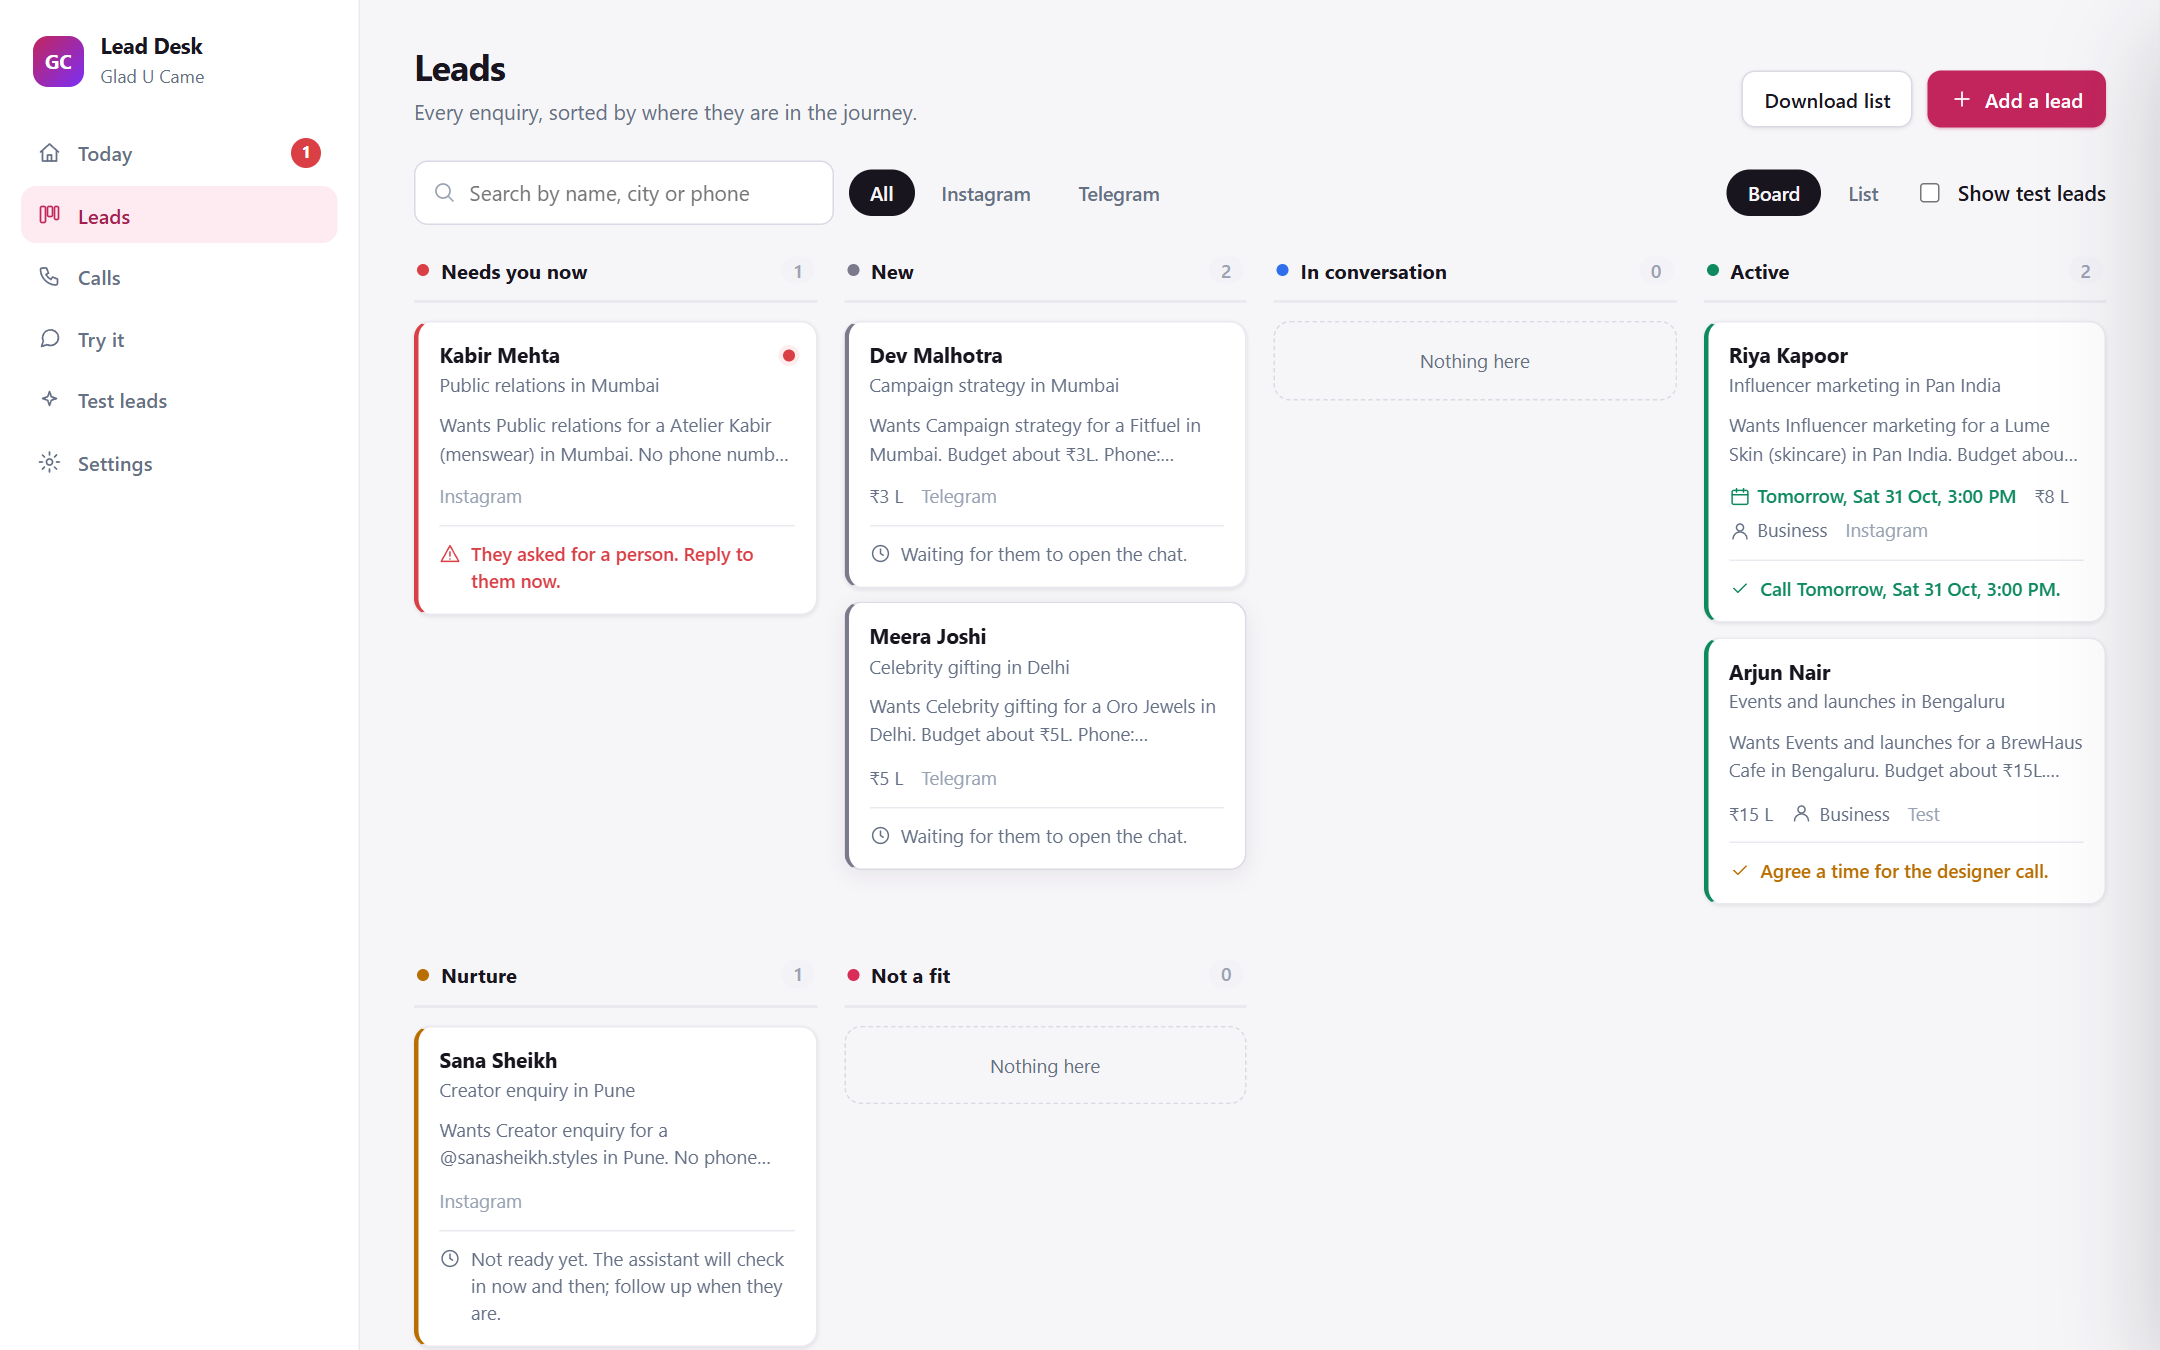 GC
Lead Desk
Glad U Came
Today
1
Leads
Calls
Try it
Test leads
Settings
Leads
Every enquiry, sorted by where they are in the journey.
Download list
+ Add a lead
Search by name, city or phone
All
Instagram
Telegram
Board
List
Show test leads
Needs you now
1
Kabir Mehta
Public relations in Mumbai
Wants Public relations for a Atelier Kabir
(menswear) in Mumbai. No phone numb...
Instagram
They asked for a person. Reply to
them now.
New
2
Dev Malhotra
Campaign strategy in Mumbai
Wants Campaign strategy for a Fitfuel in
Mumbai. Budget about ₹3L. Phone:...
₹3 L Telegram
Waiting for them to open the chat.
Meera Joshi
Celebrity gifting in Delhi
Wants Celebrity gifting for a Oro Jewels in
Delhi. Budget about ₹5L. Phone:...
₹5 L Telegram
Waiting for them to open the chat.
In conversation
0
Nothing here
Active
2
Riya Kapoor
Influencer marketing in Pan India
Wants Influencer marketing for a Lume
Skin (skincare) in Pan India. Budget abou...
Tomorrow, Sat 31 Oct, 3:00 PM ₹8 L
Business Instagram
Call Tomorrow, Sat 31 Oct, 3:00 PM.
Arjun Nair
Events and launches in Bengaluru
Wants Events and launches for a BrewHaus
Cafe in Bengaluru. Budget about ₹15L....
₹15 L Business Test
Agree a time for the designer call.
Nurture
1
Sana Sheikh
Creator enquiry in Pune
Wants Creator enquiry for a
@sanasheikh.styles in Pune. No phone...
Instagram
Not ready yet. The assistant will check
in now and then; follow up when they
are.
Not a fit
0
Nothing here